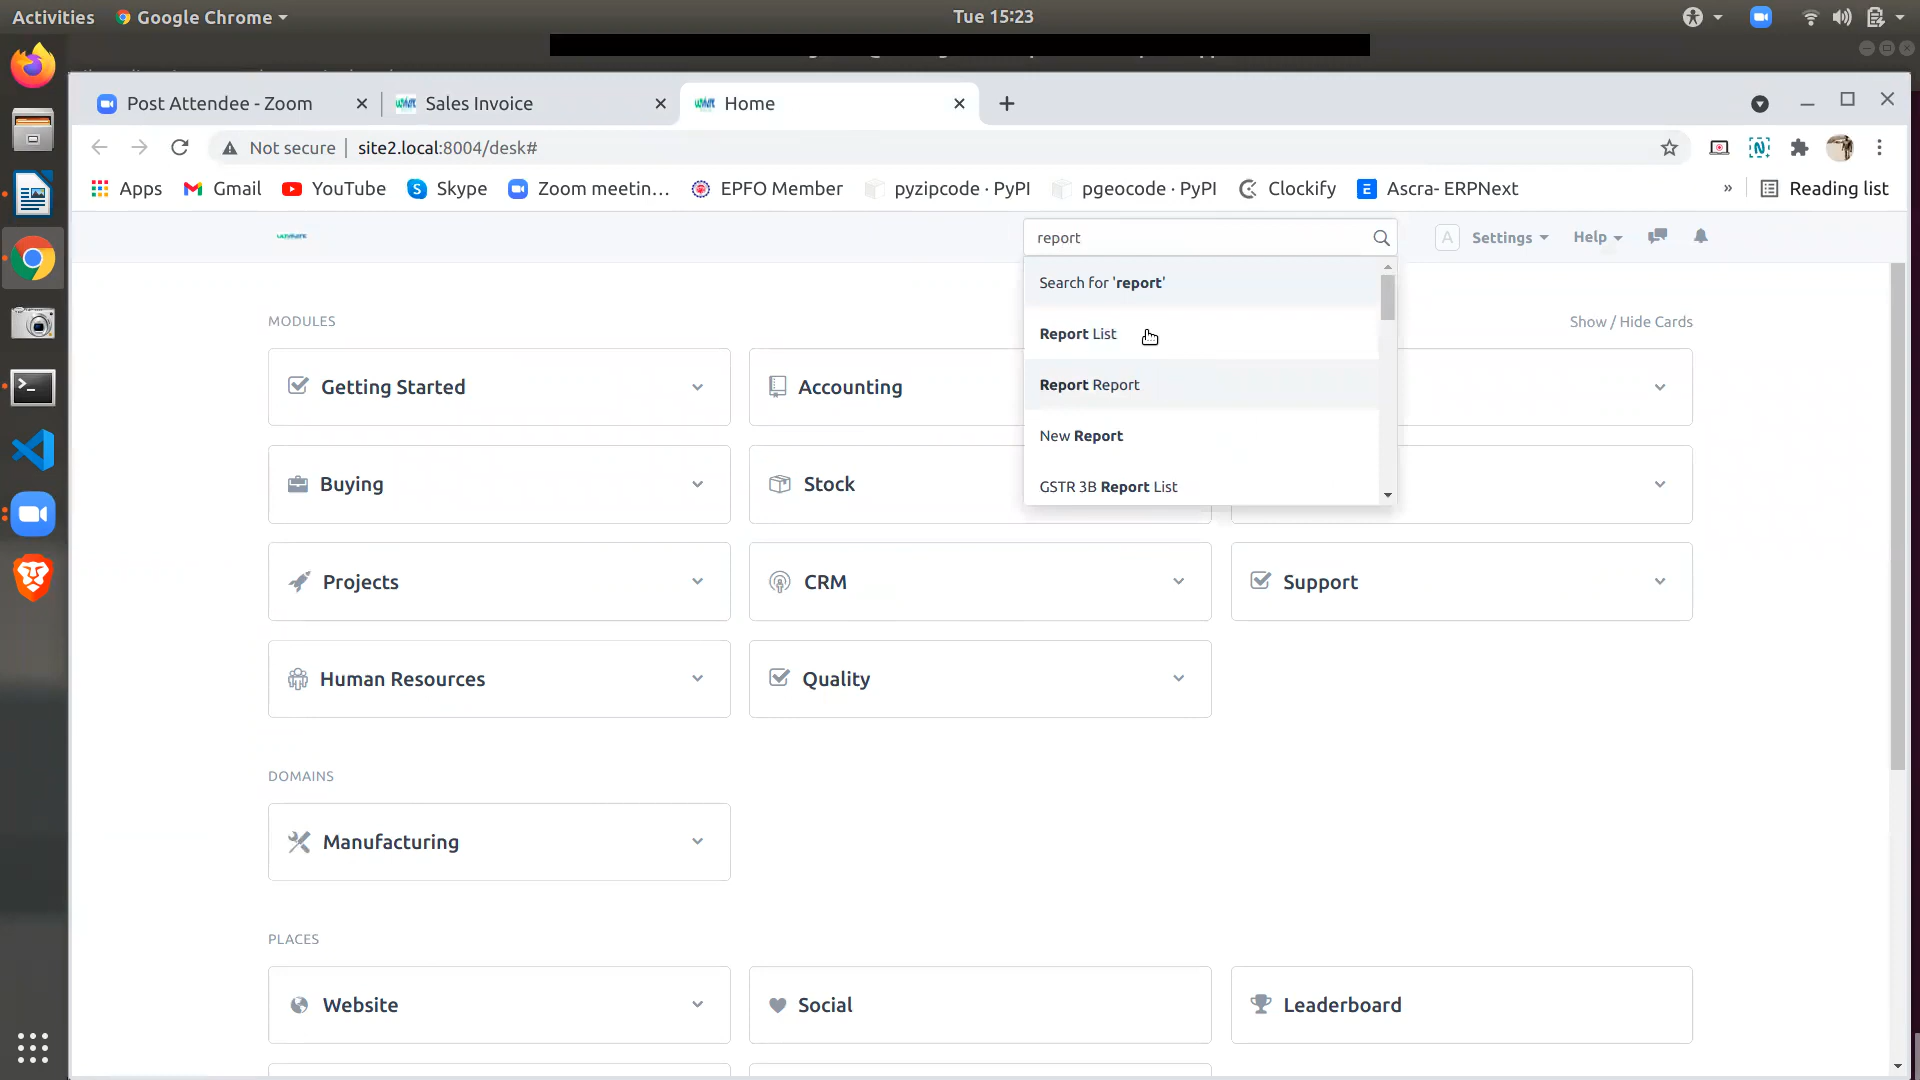 Activities Google Chrome Tue 15:23
Post Attendee - Zoom Sales Invoice Home
Not secure site2.local:8004/desk#
Apps Gmail YouTube Skype Zoom meetin... EPFO Member pyzipcode · PyPI pgeocode · PyPI Clockify Ascra- ERPNext » Reading list
report A Settings Help
Search for 'report'
Report List
Report Report
New Report
GSTR 3B Report List
MODULES Show / Hide Cards
Getting Started Accounting
Buying Stock
Projects CRM Support
Human Resources Quality
DOMAINS
Manufacturing
PLACES
Website Social Leaderboard